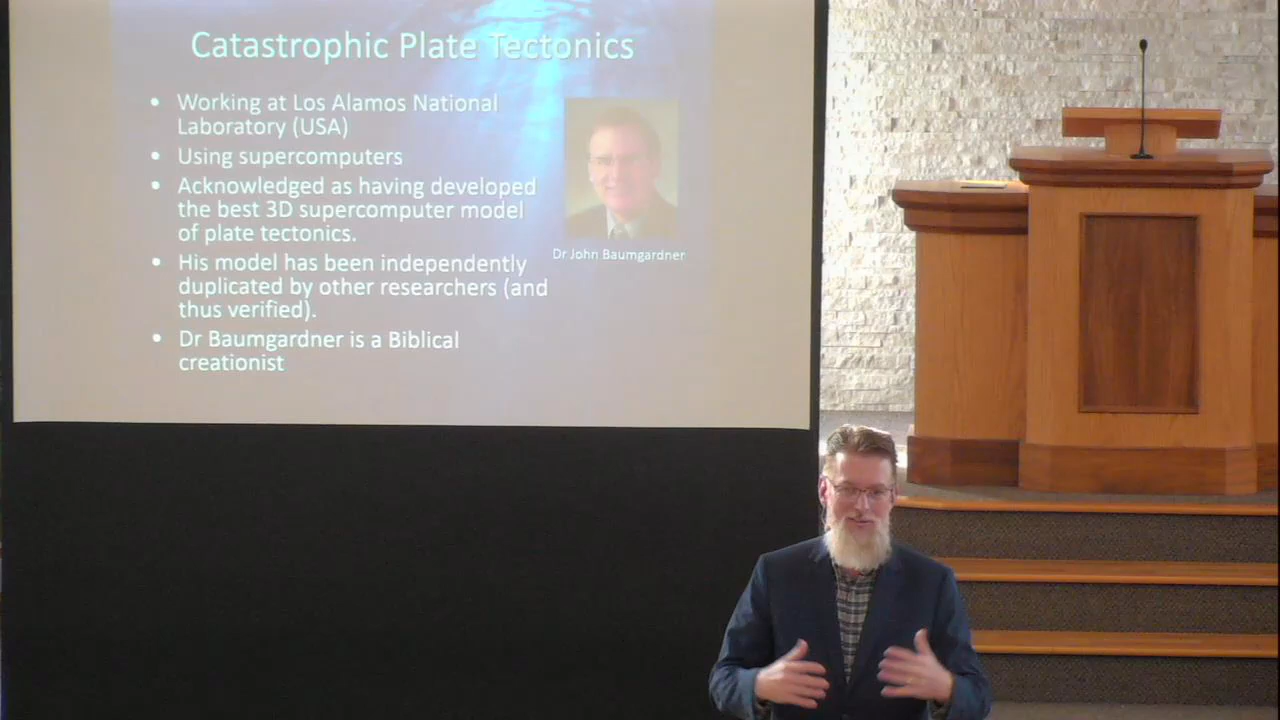 Catastrophic Plate Tectonics
• Working at Los Alamos National
Laboratory (USA)
• Using supercomputers
• Acknowledged as having developed
the best 3D supercomputer model
of plate tectonics.
• His model has been independently
duplicated by other researchers (and
thus verified).
• Dr Baumgardner is a Biblical
creationist
Dr John Baumgardner